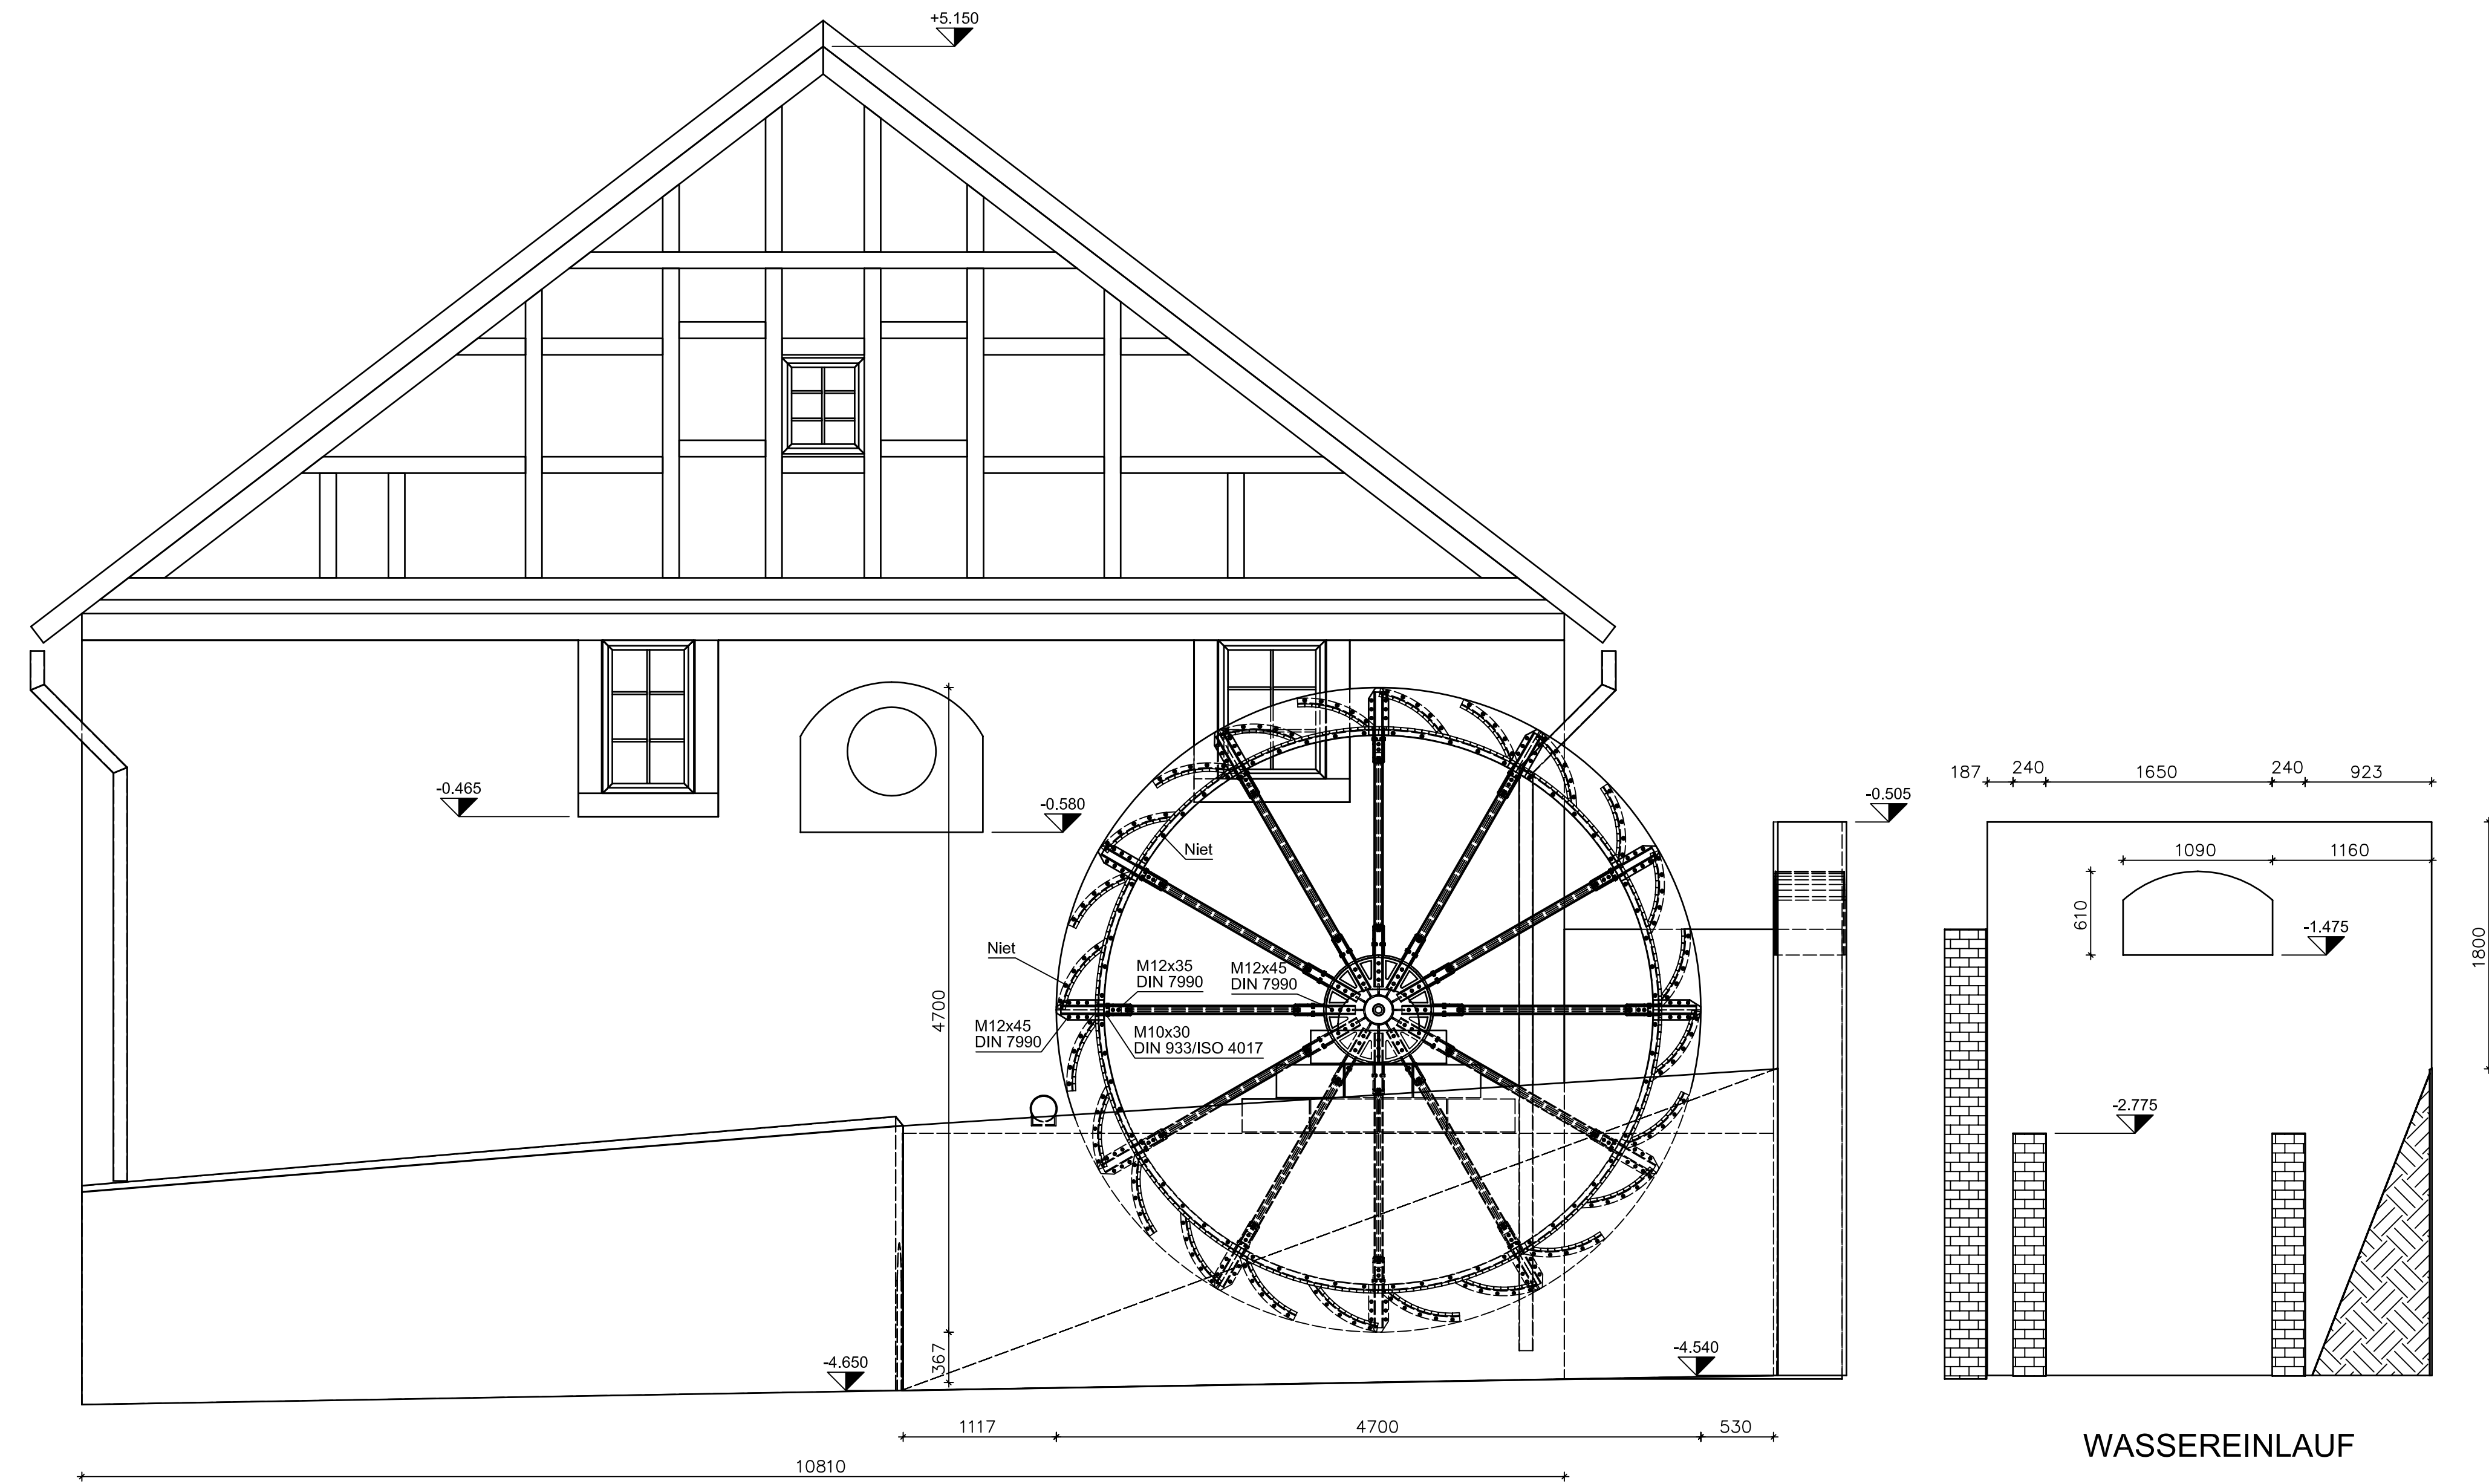 +5.150
-0.465
-0.580
-0.505
187
240
1650
240
923
1090
1160
610
-1.475
1800
Niet
Niet
M12x35
DIN 7990
M12x45
DIN 7990
M12x45
DIN 7990
M10x30
DIN 933/ISO 4017
4700
-2.775
367
-4.650
-4.540
1117
4700
530
10810
WASSEREINLAUF